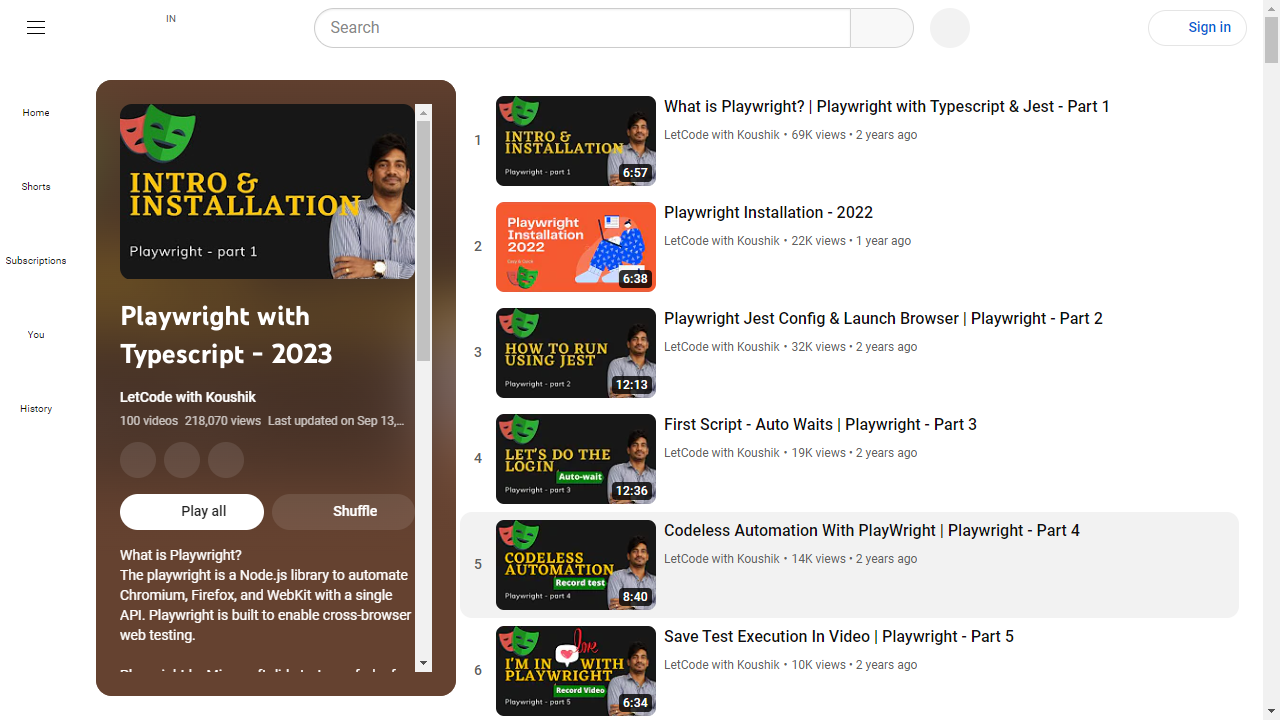 IN
Search
Sign in
Home
Shorts
Subscriptions
You
History
INTRO &
INSTALLATION
Playwright - part 1
Playwright with
Typescript - 2023
LetCode with Koushik
100 videos 218,070 views Last updated on Sep 13,...
Play all
Shuffle
What is Playwright?
The playwright is a Node.js library to automate
Chromium, Firefox, and WebKit with a single
API. Playwright is built to enable cross-browser
web testing.
1
INTRO &
INSTALLATION
Playwright - part 1
6:57
What is Playwright? | Playwright with Typescript & Jest - Part 1
LetCode with Koushik • 69K views • 2 years ago
2
Playwright
Installation
2022
Easy & Quick
6:38
Playwright Installation - 2022
LetCode with Koushik • 22K views • 1 year ago
3
HOW TO RUN
USING JEST
Playwright - part 2
12:13
Playwright Jest Config & Launch Browser | Playwright - Part 2
LetCode with Koushik • 32K views • 2 years ago
4
LET'S DO THE
LOGIN
Auto-wait
Playwright - part 3
12:36
First Script - Auto Waits | Playwright - Part 3
LetCode with Koushik • 19K views • 2 years ago
5
CODELESS
AUTOMATION
Record test
Playwright - part 4
8:40
Codeless Automation With PlayWright | Playwright - Part 4
LetCode with Koushik • 14K views • 2 years ago
6
love
I'M IN WITH
PLAYWRIGHT
Record Video
Playwright - part 5
6:34
Save Test Execution In Video | Playwright - Part 5
LetCode with Koushik • 10K views • 2 years ago